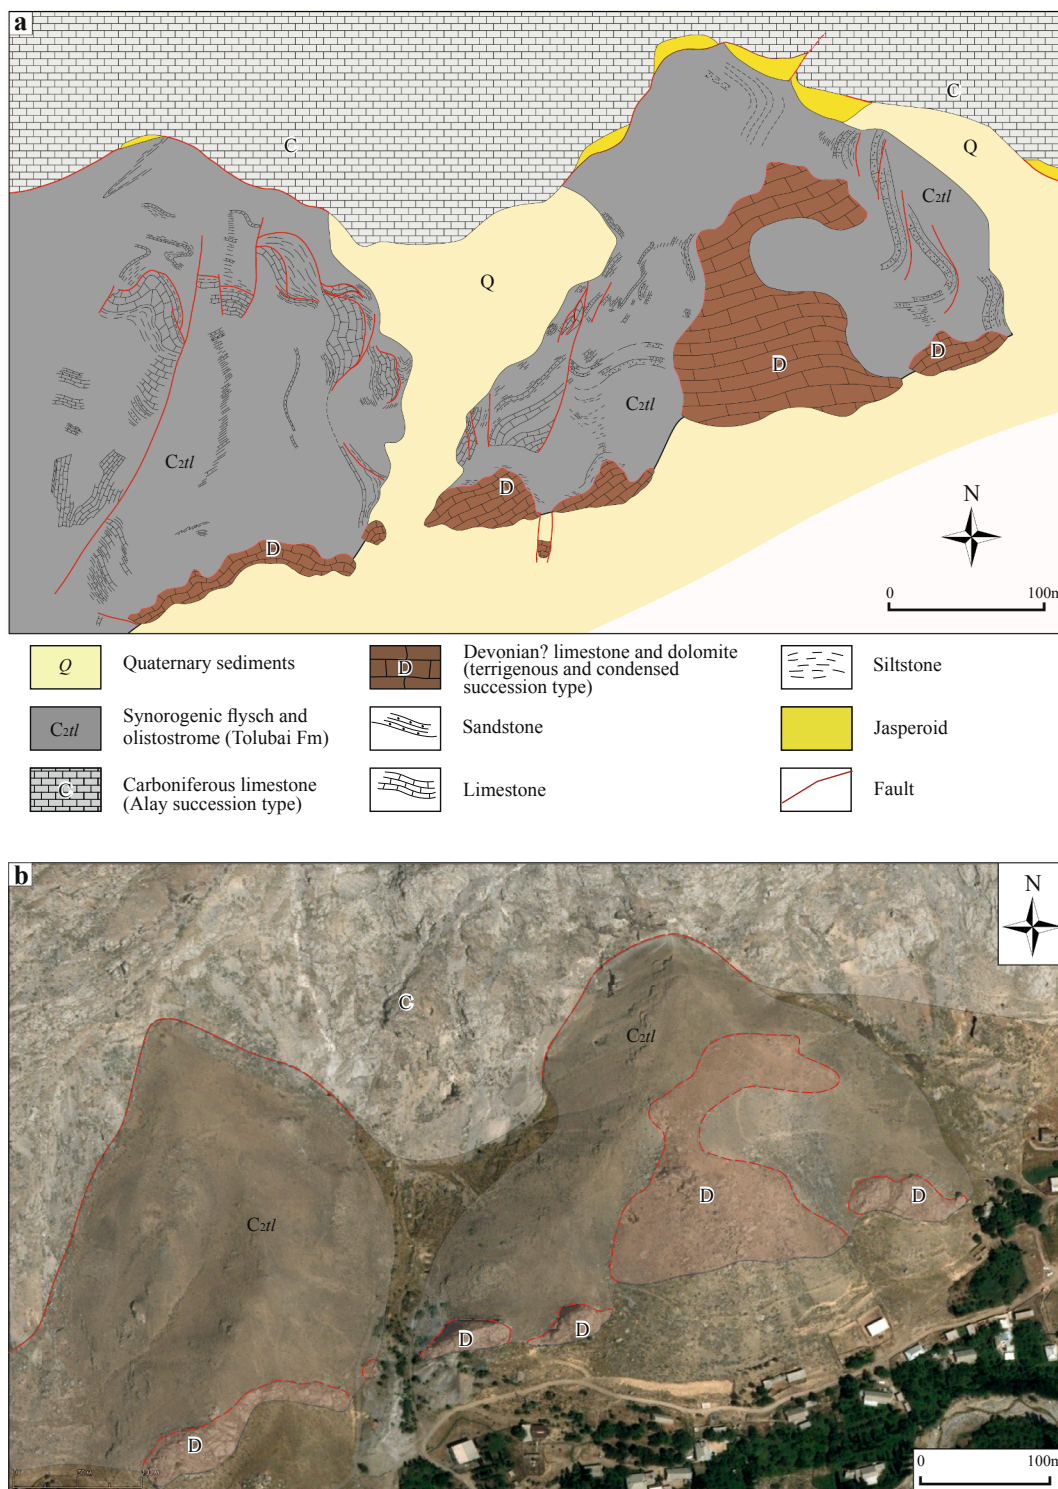 a
C
C
Q
Q
C2tl
D
D
C2tl
C2tl
D
D
N
0 100m
Q Quaternary sediments
D Devonian? limestone and dolomite
(terrigenous and condensed
succession type)
Siltstone
C2tl Synorogenic flysch and
olistostrome (Tolubai Fm)
Sandstone
Jasperoid
C Carboniferous limestone
(Alay succession type)
Limestone
Fault
b
N
C
C2tl
D
D
C2tl
D
D
D
0 100m